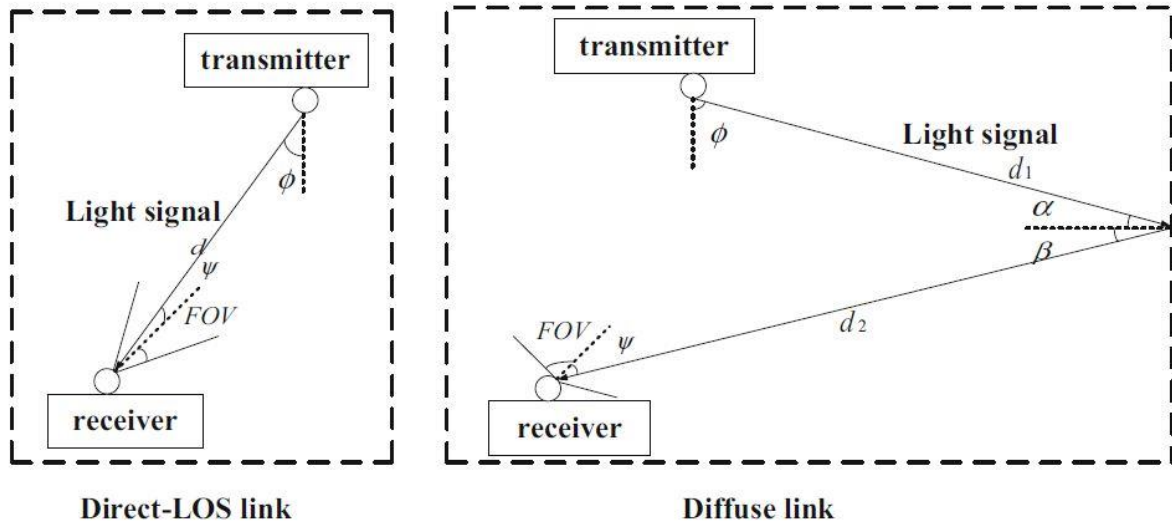 transmitter
ϕ
Light signal
d
ψ
FOV
receiver
Direct-LOS link
transmitter
ϕ
Light signal
d1
α
β
d2
FOV
ψ
receiver
Diffuse link